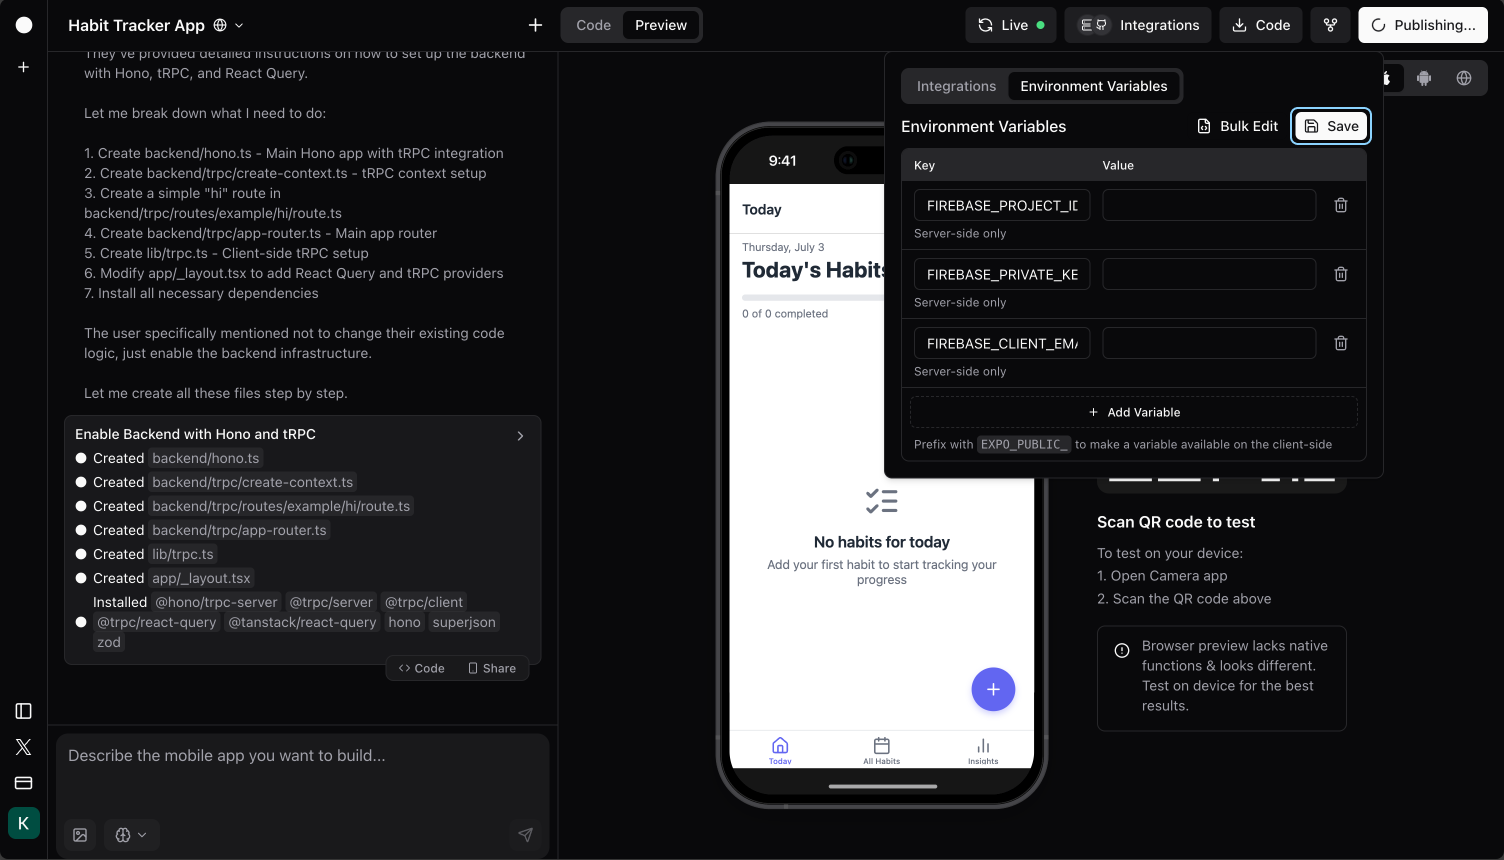 Habit Tracker App
Code
Preview
Live
Integrations
Code
Publishing...
They've provided detailed instructions on how to set up the backend
with Hono, tRPC, and React Query.
Let me break down what I need to do:
1. Create backend/hono.ts - Main Hono app with tRPC integration
2. Create backend/trpc/create-context.ts - tRPC context setup
3. Create a simple "hi" route in
backend/trpc/routes/example/hi/route.ts
4. Create backend/trpc/app-router.ts - Main app router
5. Create lib/trpc.ts - Client-side tRPC setup
6. Modify app/_layout.tsx to add React Query and tRPC providers
7. Install all necessary dependencies
The user specifically mentioned not to change their existing code
logic, just enable the backend infrastructure.
Let me create all these files step by step.
Enable Backend with Hono and tRPC
Created backend/hono.ts
Created backend/trpc/create-context.ts
Created backend/trpc/routes/example/hi/route.ts
Created backend/trpc/app-router.ts
Created lib/trpc.ts
Created app/_layout.tsx
Installed @hono/trpc-server @trpc/server @trpc/client
@trpc/react-query @tanstack/react-query hono superjson
zod
Code
Share
Describe the mobile app you want to build...
K
9:41
Today
Thursday, July 3
Today's Habits
0 of 0 completed
No habits for today
Add your first habit to start tracking your
progress
Today
All Habits
Insights
Integrations
Environment Variables
Environment Variables
Bulk Edit
Save
Key
Value
FIREBASE_PROJECT_ID
Server-side only
FIREBASE_PRIVATE_KE
Server-side only
FIREBASE_CLIENT_EMA
Server-side only
Add Variable
Prefix with EXPO_PUBLIC_ to make a variable available on the client-side
Scan QR code to test
To test on your device:
1. Open Camera app
2. Scan the QR code above
Browser preview lacks native
functions & looks different.
Test on device for the best
results.